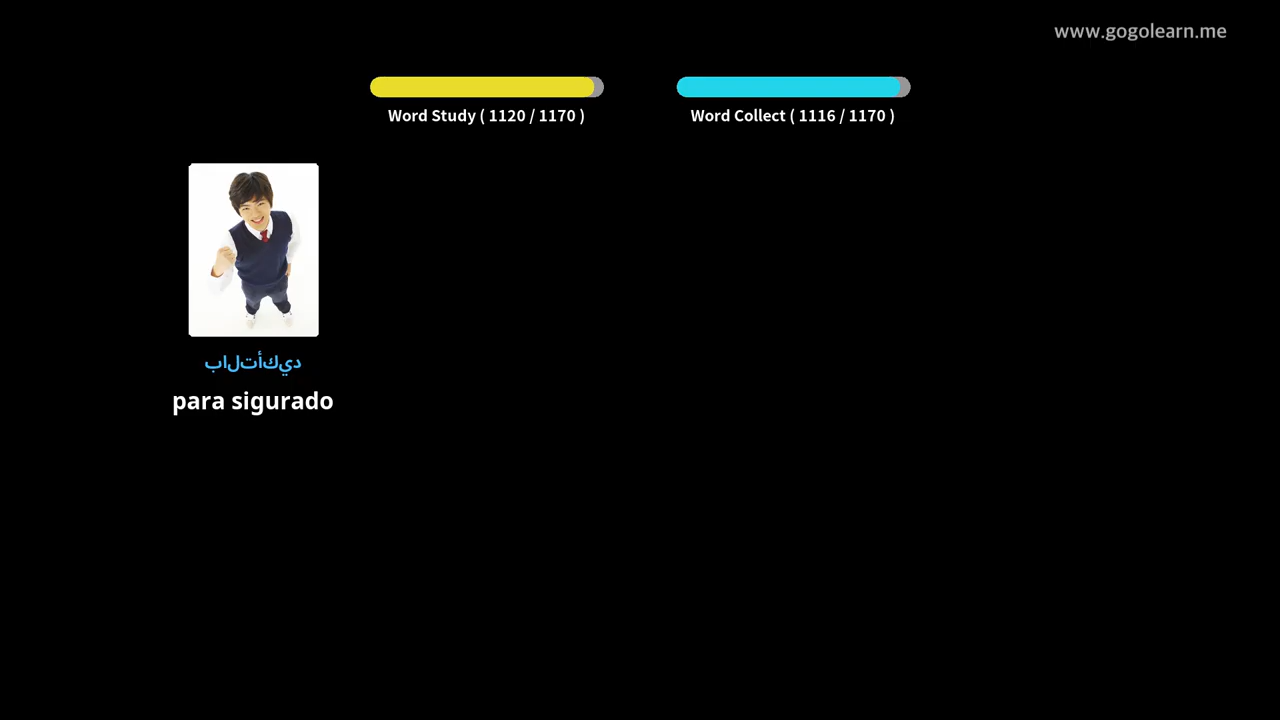 www.gogolearn.me
Word Study ( 1120 / 1170 )
Word Collect ( 1116 / 1170 )
بالتأكيد
para sigurado